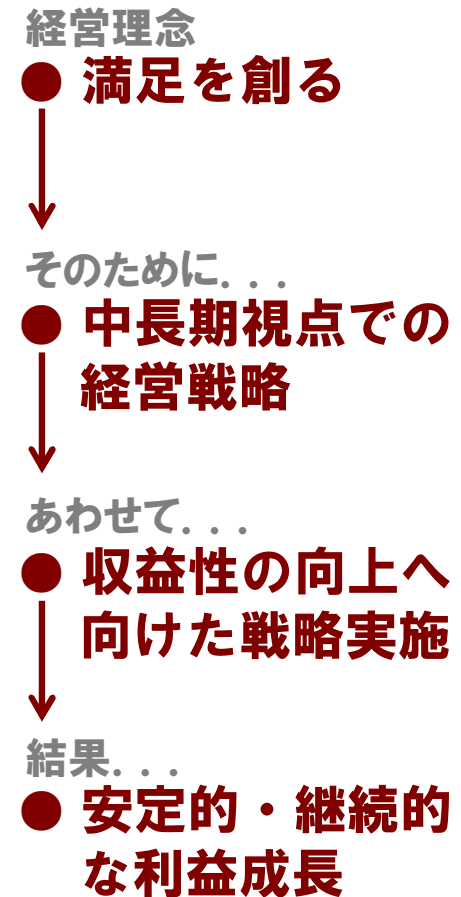 経営理念
● 満足を創る
そのために...
● 中長期視点での
経営戦略
あわせて...
● 収益性の向上へ
向けた戦略実施
結果...
● 安定的・継続的
な利益成長